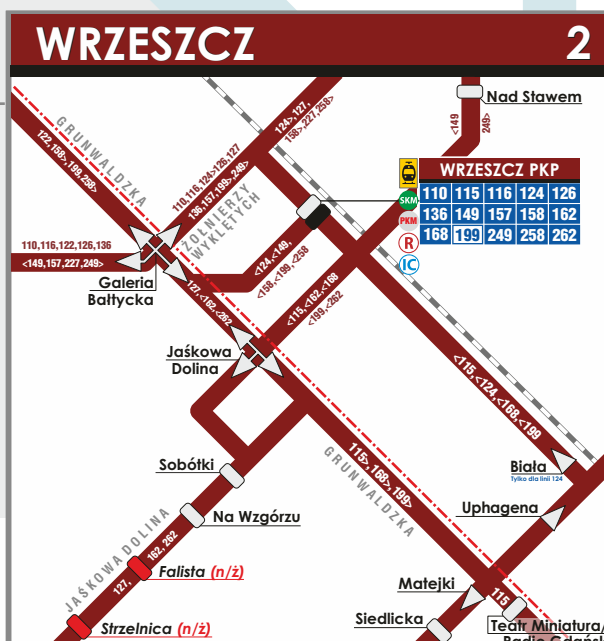 WRZESZCZ 2
Nad Stawem
<149
249>
124>,127,
158>,227,258>
GRUNWALDZKA
122,158>,199,258>
110,116,124>126,127
136,157,199>,249>
ŻOŁNIERZY
WYKLĘTYCH
WRZESZCZ PKP
SKM
PKM
R
IC
110 115 116 124 126
136 149 157 158 162
168 199 249 258 262
110,116,122,126,136
<149,157,227,249>
Galeria
Bałtycka
<124,<149,
<158,<199,<258
127,<162,<262
<115,<162,<168
<199,<262
Jaśkowa
Dolina
<115,<124,<168,<199
Biała
Tylko dla linii 124
Uphagena
115>,168>,199>
GRUNWALDZKA
Sobótki
Na Wzgórzu
JAŚKOWA DOLINA
127, 162,262
Falista (n/ż)
Strzelnica (n/ż)
Matejki
115
Siedlicka
Teatr Miniatura/
Radio Gdańsk